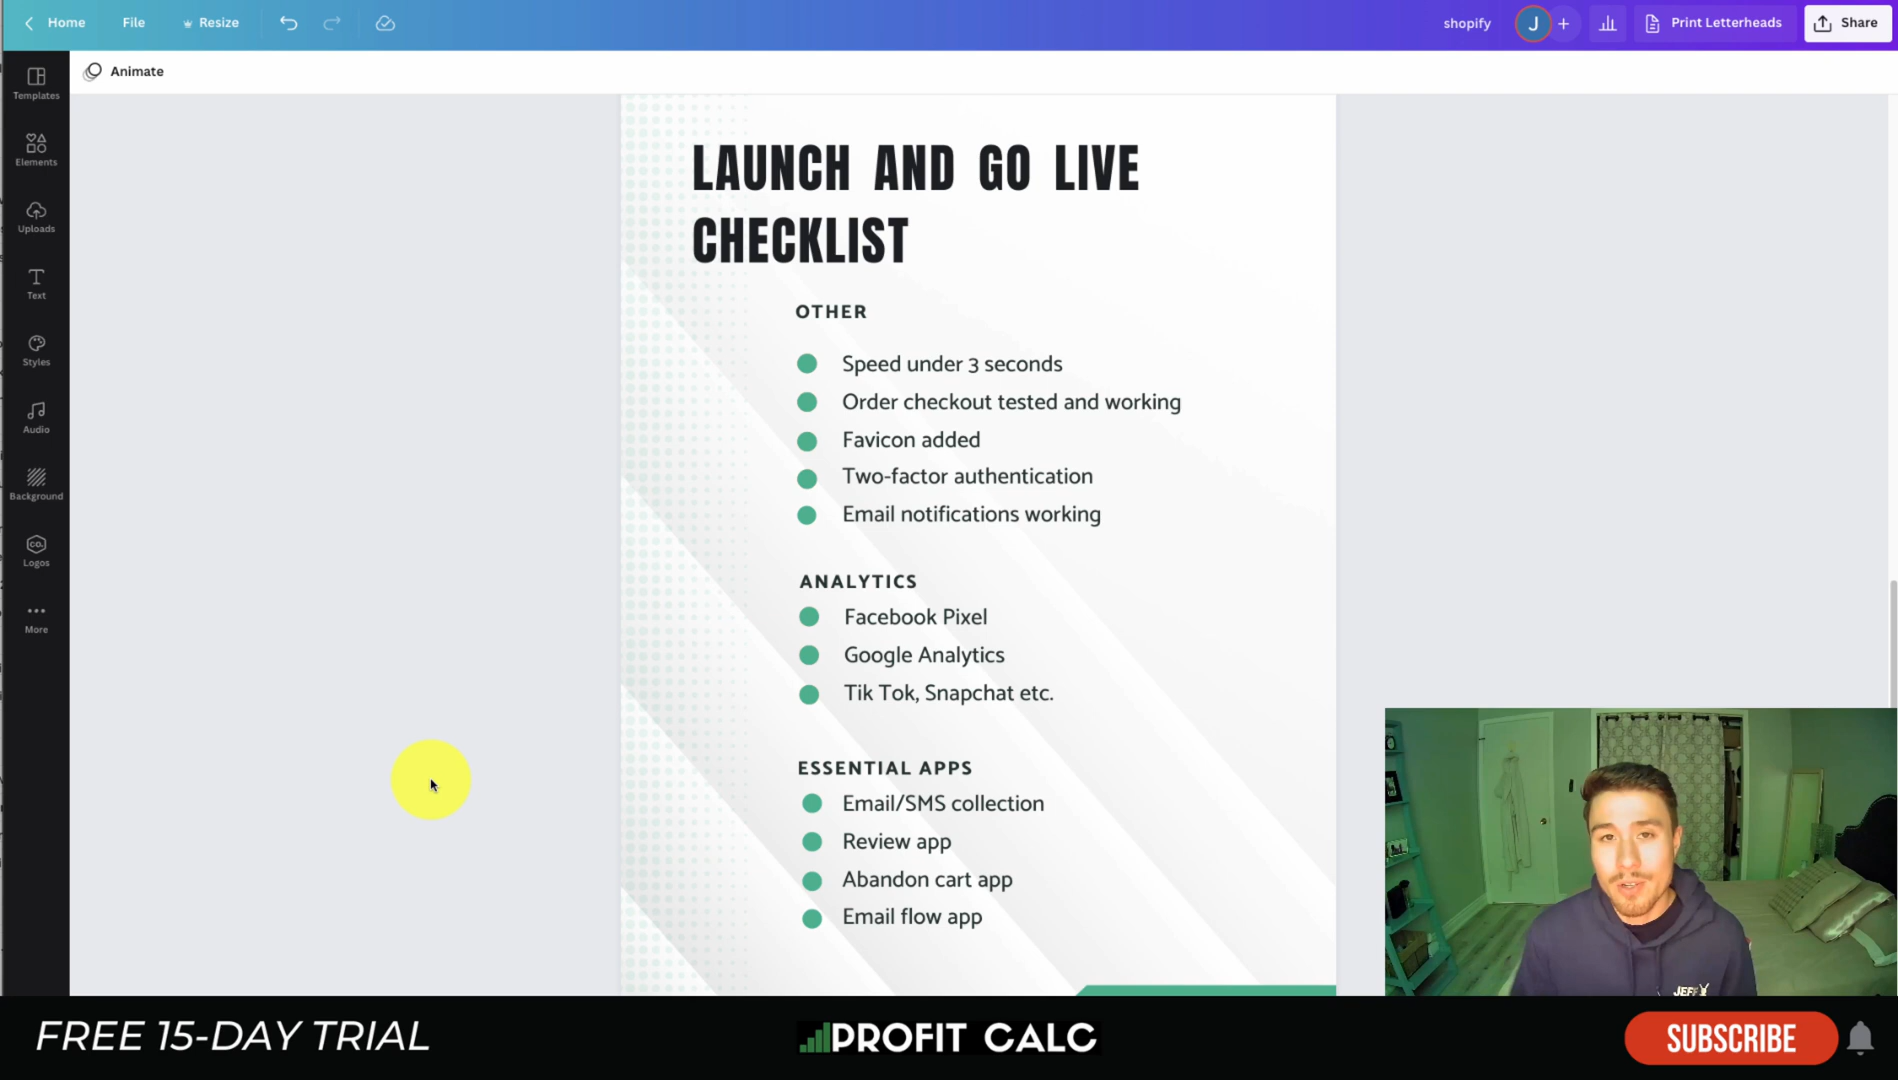 Home
File
Resize
shopify
J
+
Print Letterheads
Share
Templates
Animate
Elements
Uploads
Text
Styles
Audio
Background
CO.
Logos
More
LAUNCH AND GO LIVE
CHECKLIST
OTHER
Speed under 3 seconds
Order checkout tested and working
Favicon added
Two-factor authentication
Email notifications working
ANALYTICS
Facebook Pixel
Google Analytics
Tik Tok, Snapchat etc.
ESSENTIAL APPS
Email/SMS collection
Review app
Abandon cart app
Email flow app
JEFF
FREE 15-DAY TRIAL
PROFIT CALC
SUBSCRIBE